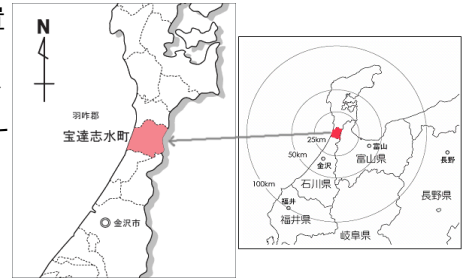 N
羽咋郡
宝達志水町
金沢市
25km
50km
100km
金沢
富山
富山県
石川県
長野
長野県
福井
福井県
岐阜県